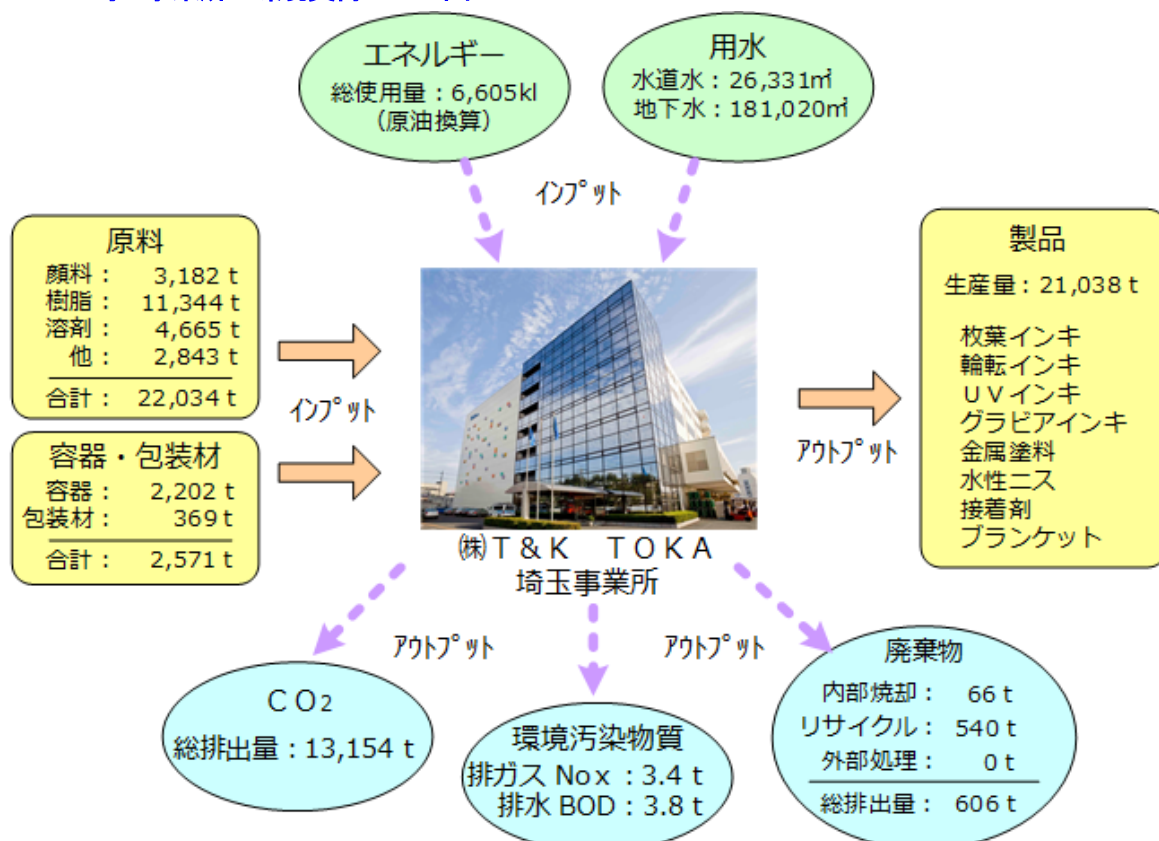 エネルギー
総使用量：6,605kl
（原油換算）
用水
水道水：26,331㎥
地下水：181,020㎥
インプット
原料
顔料： 3,182 t
樹脂： 11,344 t
溶剤： 4,665 t
他： 2,843 t
合計： 22,034 t
インプット
容器・包装材
容器： 2,202 t
包装材： 369 t
合計： 2,571 t
㈱Ｔ＆Ｋ　ＴＯＫＡ
埼玉事業所
アウトプット
製品
生産量：21,038 t
枚葉インキ
輪転インキ
ＵＶインキ
グラビアインキ
金属塗料
水性ニス
接着剤
ブランケット
アウトプット
アウトプット
ＣＯ2
総排出量：13,154 t
環境汚染物質
排ガス Noｘ：3.4 t
排水 BOD：3.8 t
廃棄物
内部焼却： 66 t
リサイクル： 540 t
外部処理： 0 t
総排出量： 606 t